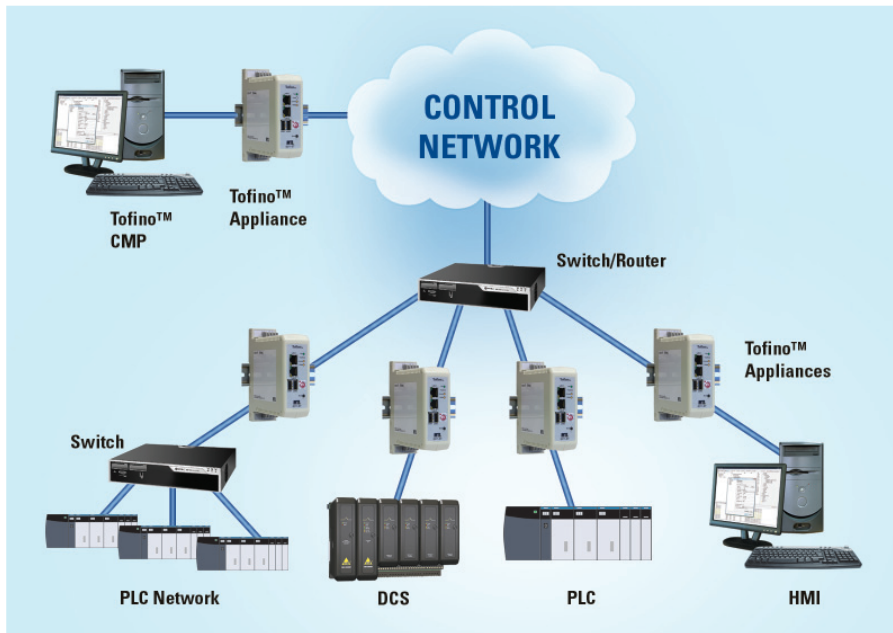 CONTROL
NETWORK
Tofino™
CMP
Tofino™
Appliance
Switch/Router
Tofino™
Appliances
Switch
PLC Network
DCS
PLC
HMI